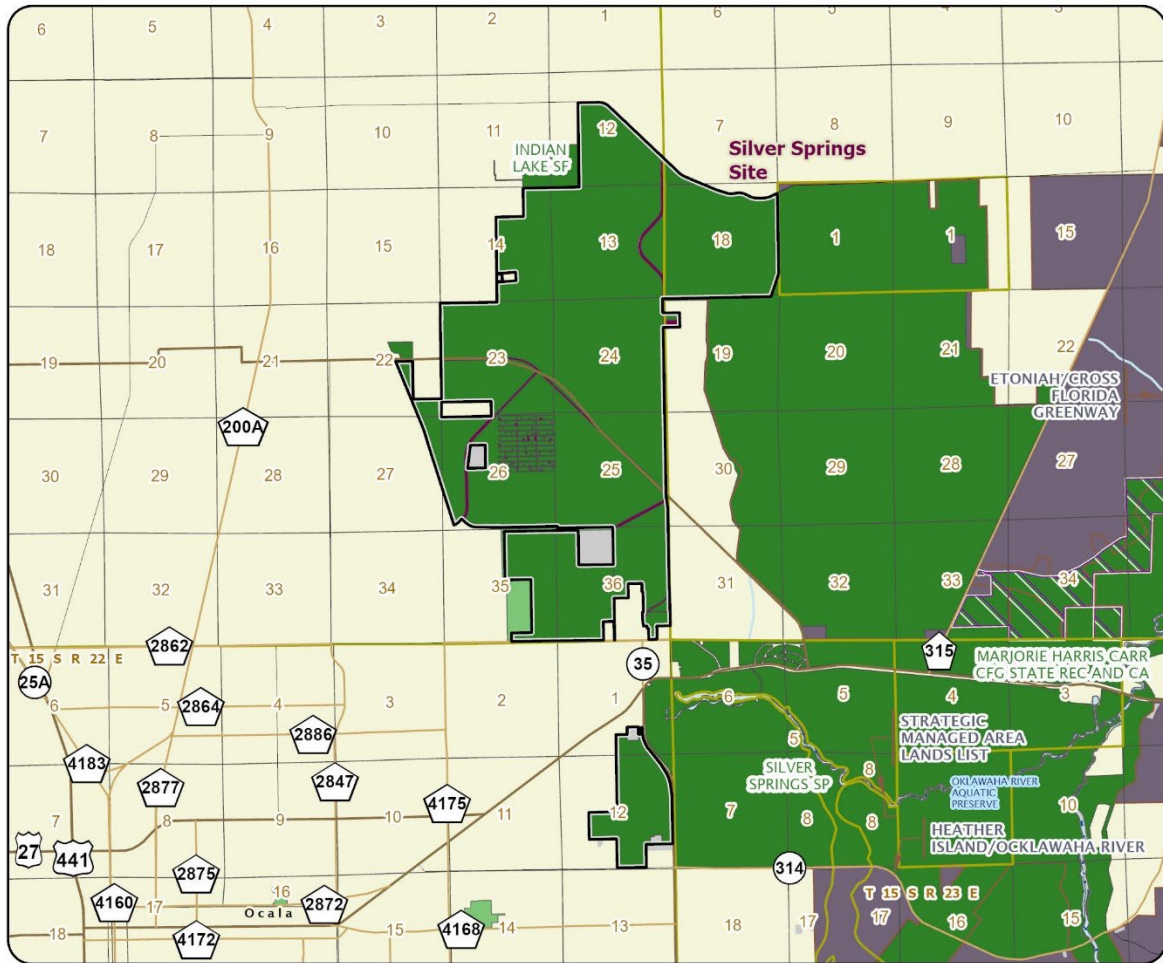 6 5 4 3 2 1 6 5 4 3
7 8 9 10 11 12 7 8 9 10
INDIAN
LAKE SF
Silver Springs
Site
18 17 16 15 14 13 18 1 1 15
19 20 21 22 23 24 19 20 21 22
ETONIAH/CROSS
FLORIDA
GREENWAY
200A
30 29 28 27 26 25 30 29 28 27
31 32 33 34 35 36 31 32 33 34
2862
315
T 15 S R 22 E
35
MARJORIE HARRIS CARR
CFG STATE REC AND CA
25A
6 5 4 3 2 1 6 5 4 3
2864
2886
STRATEGIC
MANAGED AREA
LANDS LIST
5
4183
2877
2847
4175
SILVER
SPRINGS SP
8
OKLAWAHA RIVER
AQUATIC
PRESERVE
7 8 9 10 11 12 7 8 8 10
HEATHER
ISLAND/OCKLAWAHA RIVER
27
441
2875
314
T 15 S R 23 E
4160
17
16
Ocala
2872
18
4172
15
4168
14 13 18 17 17 16 15